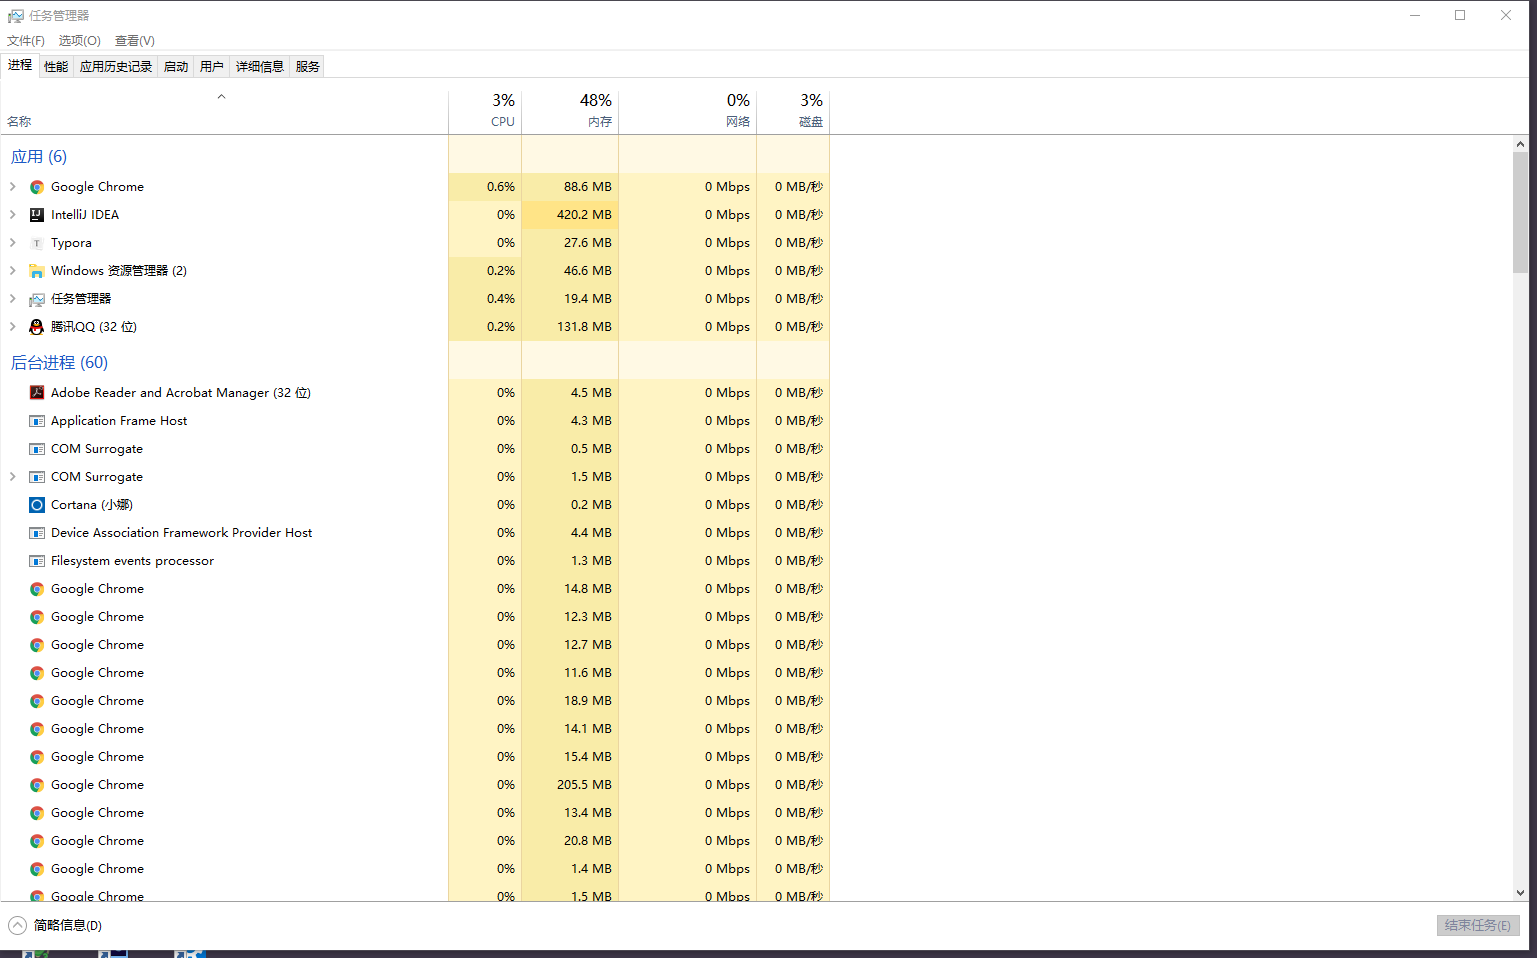 任务管理器
文件(F) 选项(O) 查看(V)
进程 性能 应用历史记录 启动 用户 详细信息 服务
3% 48% 0% 3%
名称 CPU 内存 网络 磁盘
应用 (6)
Google Chrome 0.6% 88.6 MB 0 Mbps 0 MB/秒
IntelliJ IDEA 0% 420.2 MB 0 Mbps 0 MB/秒
Typora 0% 27.6 MB 0 Mbps 0 MB/秒
Windows 资源管理器 (2) 0.2% 46.6 MB 0 Mbps 0 MB/秒
任务管理器 0.4% 19.4 MB 0 Mbps 0 MB/秒
腾讯QQ (32 位) 0.2% 131.8 MB 0 Mbps 0 MB/秒
后台进程 (60)
Adobe Reader and Acrobat Manager (32 位) 0% 4.5 MB 0 Mbps 0 MB/秒
Application Frame Host 0% 4.3 MB 0 Mbps 0 MB/秒
COM Surrogate 0% 0.5 MB 0 Mbps 0 MB/秒
COM Surrogate 0% 1.5 MB 0 Mbps 0 MB/秒
Cortana (小娜) 0% 0.2 MB 0 Mbps 0 MB/秒
Device Association Framework Provider Host 0% 4.4 MB 0 Mbps 0 MB/秒
Filesystem events processor 0% 1.3 MB 0 Mbps 0 MB/秒
Google Chrome 0% 14.8 MB 0 Mbps 0 MB/秒
Google Chrome 0% 12.3 MB 0 Mbps 0 MB/秒
Google Chrome 0% 12.7 MB 0 Mbps 0 MB/秒
Google Chrome 0% 11.6 MB 0 Mbps 0 MB/秒
Google Chrome 0% 18.9 MB 0 Mbps 0 MB/秒
Google Chrome 0% 14.1 MB 0 Mbps 0 MB/秒
Google Chrome 0% 15.4 MB 0 Mbps 0 MB/秒
Google Chrome 0% 205.5 MB 0 Mbps 0 MB/秒
Google Chrome 0% 13.4 MB 0 Mbps 0 MB/秒
Google Chrome 0% 20.8 MB 0 Mbps 0 MB/秒
Google Chrome 0% 1.4 MB 0 Mbps 0 MB/秒
Google Chrome 0% 1.5 MB 0 Mbps 0 MB/秒
简略信息(D) 结束任务(E)